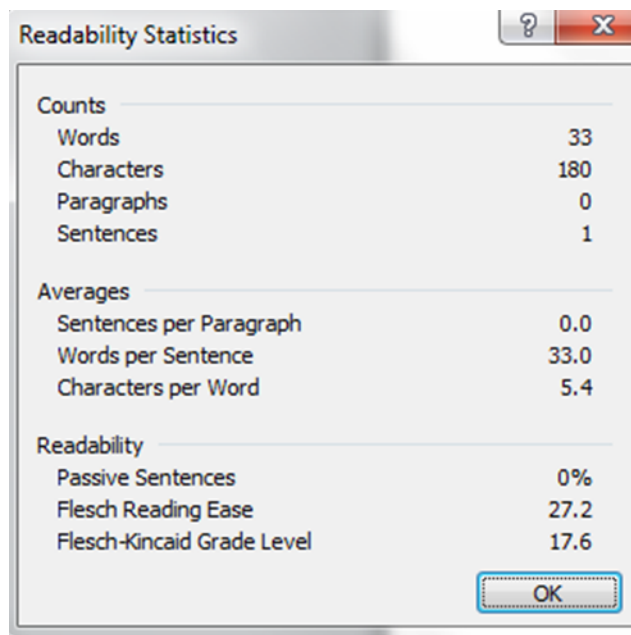 Readability Statistics
?
X
Counts
Words 33
Characters 180
Paragraphs 0
Sentences 1
Averages
Sentences per Paragraph 0.0
Words per Sentence 33.0
Characters per Word 5.4
Readability
Passive Sentences 0%
Flesch Reading Ease 27.2
Flesch-Kincaid Grade Level 17.6
OK